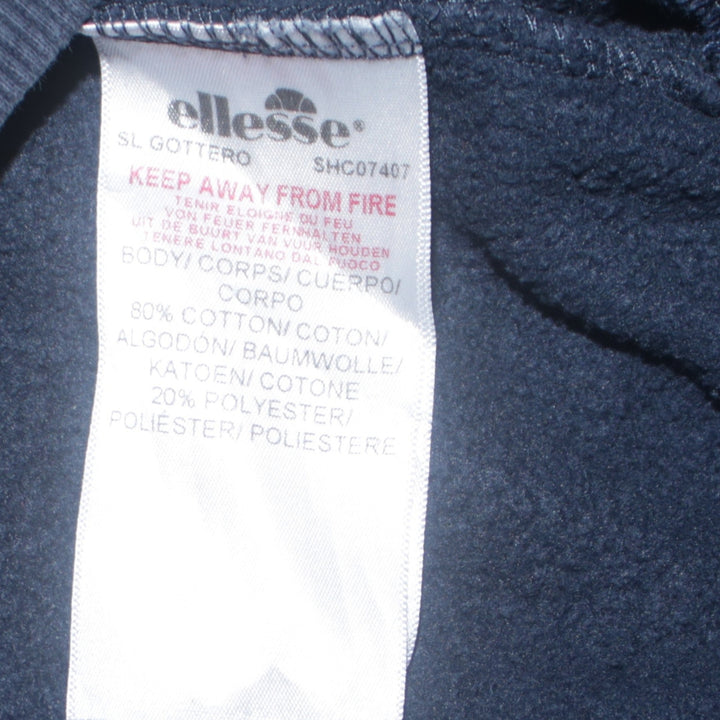 ellesse®
SL GOTTERO SHC07407
KEEP AWAY FROM FIRE
TENIR ELOIGNE DU FEU
VON FEUER FERNHALTEN
UIT DE BUURT VAN VUUR HOUDEN
TENERE LONTANO DAL FUOCO
BODY/ CORPS/ CUERPO/
CORPO
80% COTTON/ COTON/
ALGODÓN/ BAUMWOLLE/
KATOEN/ COTONE
20% POLYESTER/
POLIÉSTER/ POLIESTERE